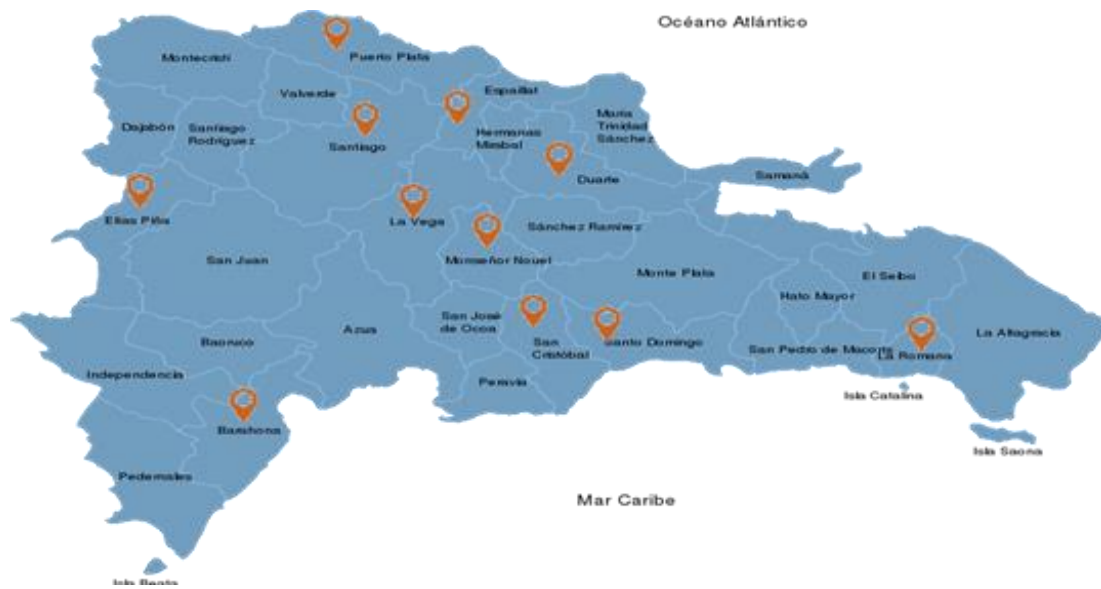 Océano Atlántico
Puerto Plata
Montecristi
Espaillat
Valverde
María
Trinidad
Sánchez
Dajabón
Santiago
Rodríguez
Hermanas
Mirabal
Santiago
Samaná
Duarte
Elías Piña
La Vega
Sánchez Ramírez
San Juan
Monseñor Nouel
Monte Plata
El Seibo
Hato Mayor
San José
de Ocoa
Azua
La Altagracia
Baoruco
San
Cristóbal
Santo Domingo
San Pedro de Macorís
La Romana
Independencia
Peravia
Isla Catalina
Barahona
Isla Saona
Pedernales
Mar Caribe
Isla Beata